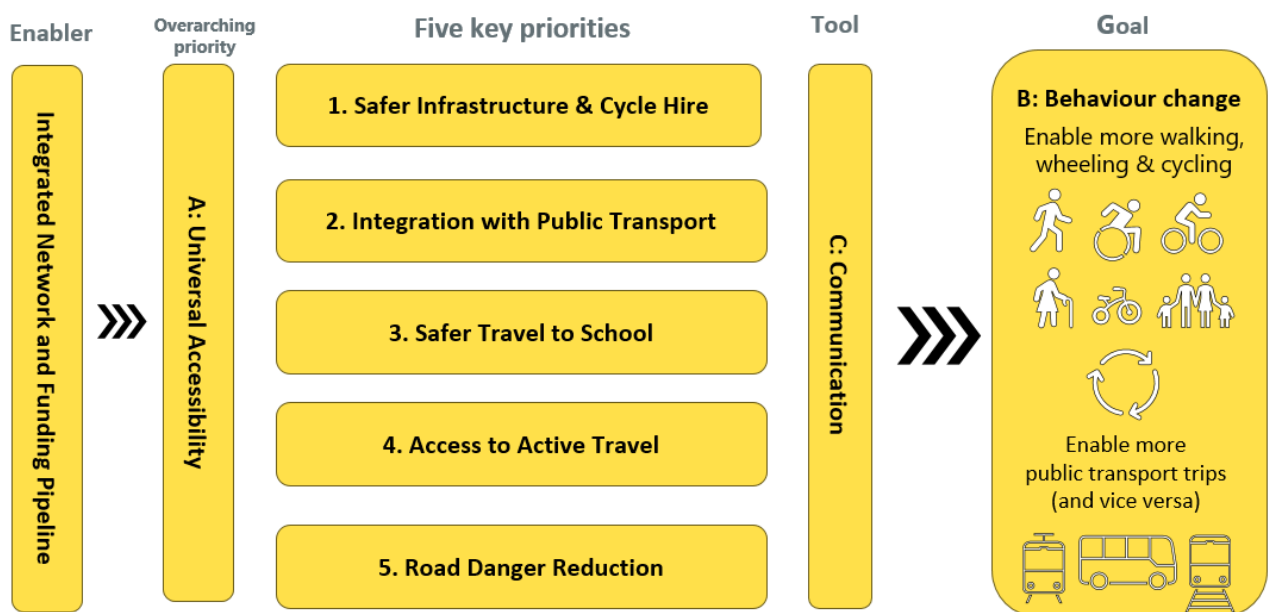 Enabler
Overarching
priority
Five key priorities
Tool
Goal
Integrated Network and Funding Pipeline
A: Universal Accessibility
1. Safer Infrastructure & Cycle Hire
2. Integration with Public Transport
3. Safer Travel to School
4. Access to Active Travel
5. Road Danger Reduction
C: Communication
B: Behaviour change
Enable more walking,
wheeling & cycling
Enable more
public transport trips
(and vice versa)